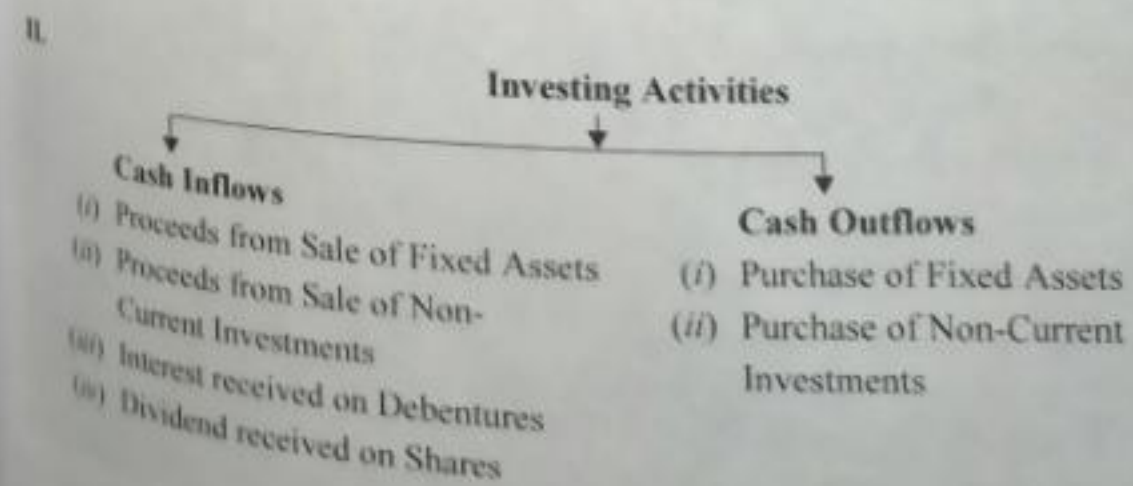 II.
Investing Activities
Cash Inflows
(i) Proceeds from Sale of Fixed Assets
(ii) Proceeds from Sale of Non-
Current Investments
(iii) Interest received on Debentures
(iv) Dividend received on Shares
Cash Outflows
(i) Purchase of Fixed Assets
(ii) Purchase of Non-Current
Investments